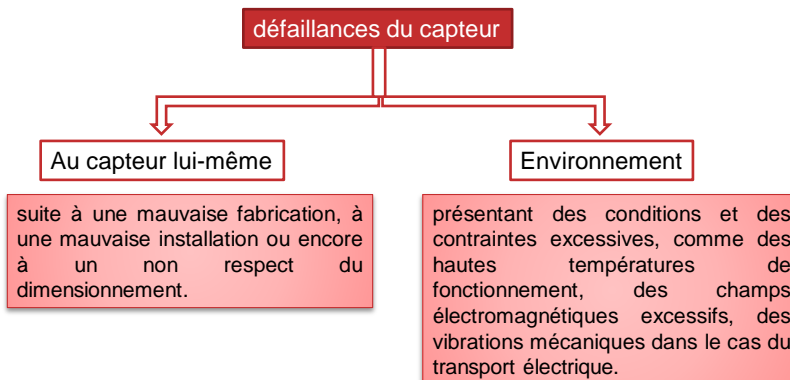 défaillances du capteur
Au capteur lui-même
Environnement
suite à une mauvaise fabrication, à
une mauvaise installation ou encore
à un non respect du
dimensionnement.
présentant des conditions et des
contraintes excessives, comme des
hautes températures de
fonctionnement, des champs
électromagnétiques excessifs, des
vibrations mécaniques dans le cas du
transport électrique.